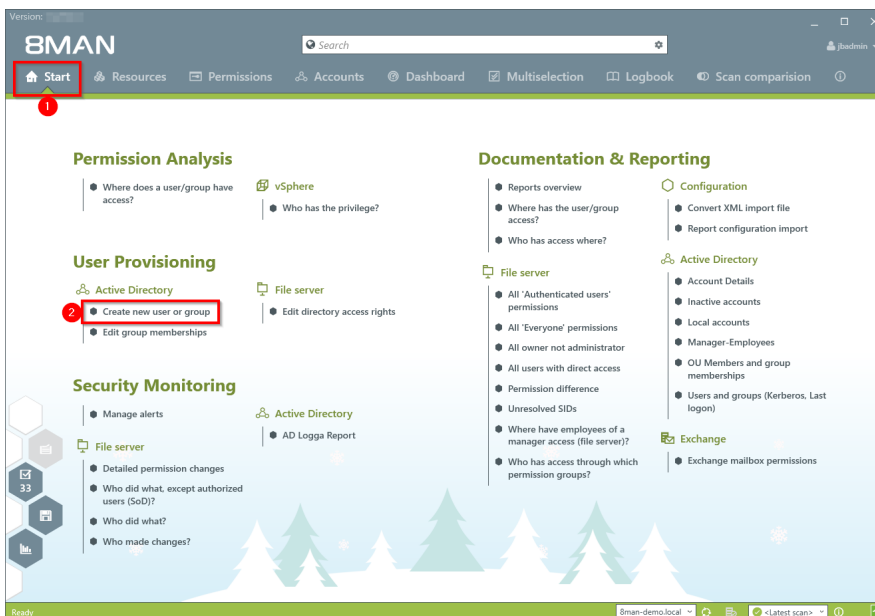 Version:
8MAN
Search
jbadmin
Start
Resources
Permissions
Accounts
Dashboard
Multiselection
Logbook
Scan comparision
1
Permission Analysis
Where does a user/group have
access?
vSphere
Who has the privilege?
User Provisioning
Active Directory
2
Create new user or group
Edit group memberships
File server
Edit directory access rights
Security Monitoring
Manage alerts
File server
Detailed permission changes
Who did what, except authorized
users (SoD)?
Who did what?
Who made changes?
Active Directory
AD Logga Report
33
Documentation & Reporting
Reports overview
Where has the user/group
access?
Who has access where?
File server
All 'Authenticated users'
permissions
All 'Everyone' permissions
All owner not administrator
All users with direct access
Permission difference
Unresolved SIDs
Where have employees of a
manager access (file server)?
Who has access through which
permission groups?
Configuration
Convert XML import file
Report configuration import
Active Directory
Account Details
Inactive accounts
Local accounts
Manager-Employees
OU Members and group
memberships
Users and groups (Kerberos, Last
logon)
Exchange
Exchange mailbox permissions
Ready
8man-demo.local
<Latest scan>